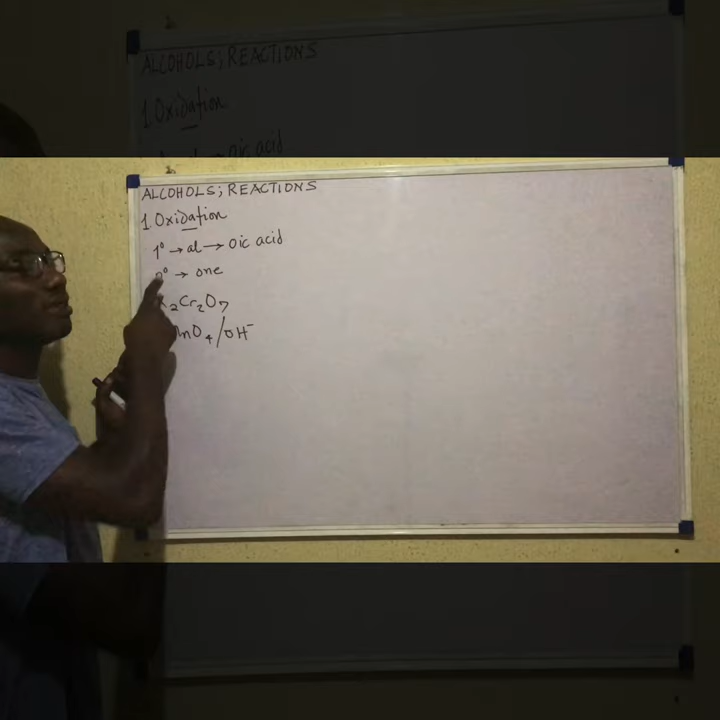 ALCOHOLS; REACTIONS
1. Oxidation
1° → al → oic acid
2° → one
K₂Cr₂O₇
MnO₄/OH⁻